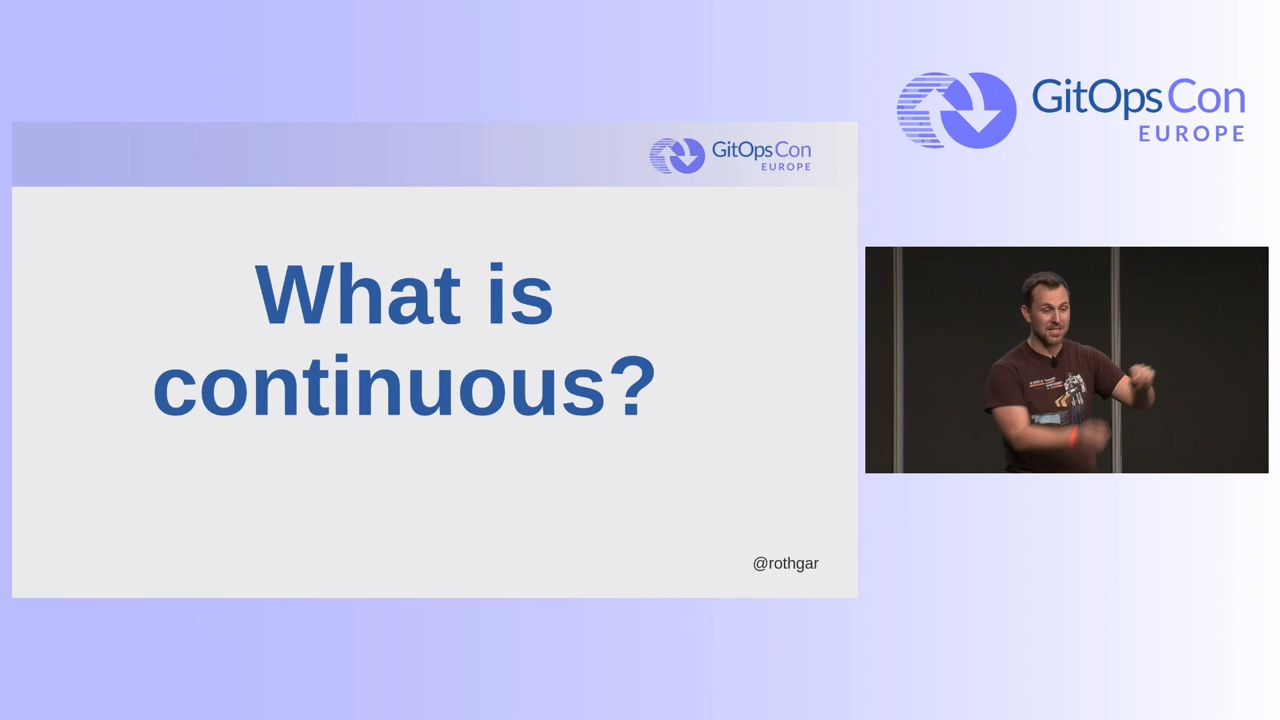 GitOps Con
EUROPE
GitOps Con
EUROPE
What is
continuous?
@rothgar